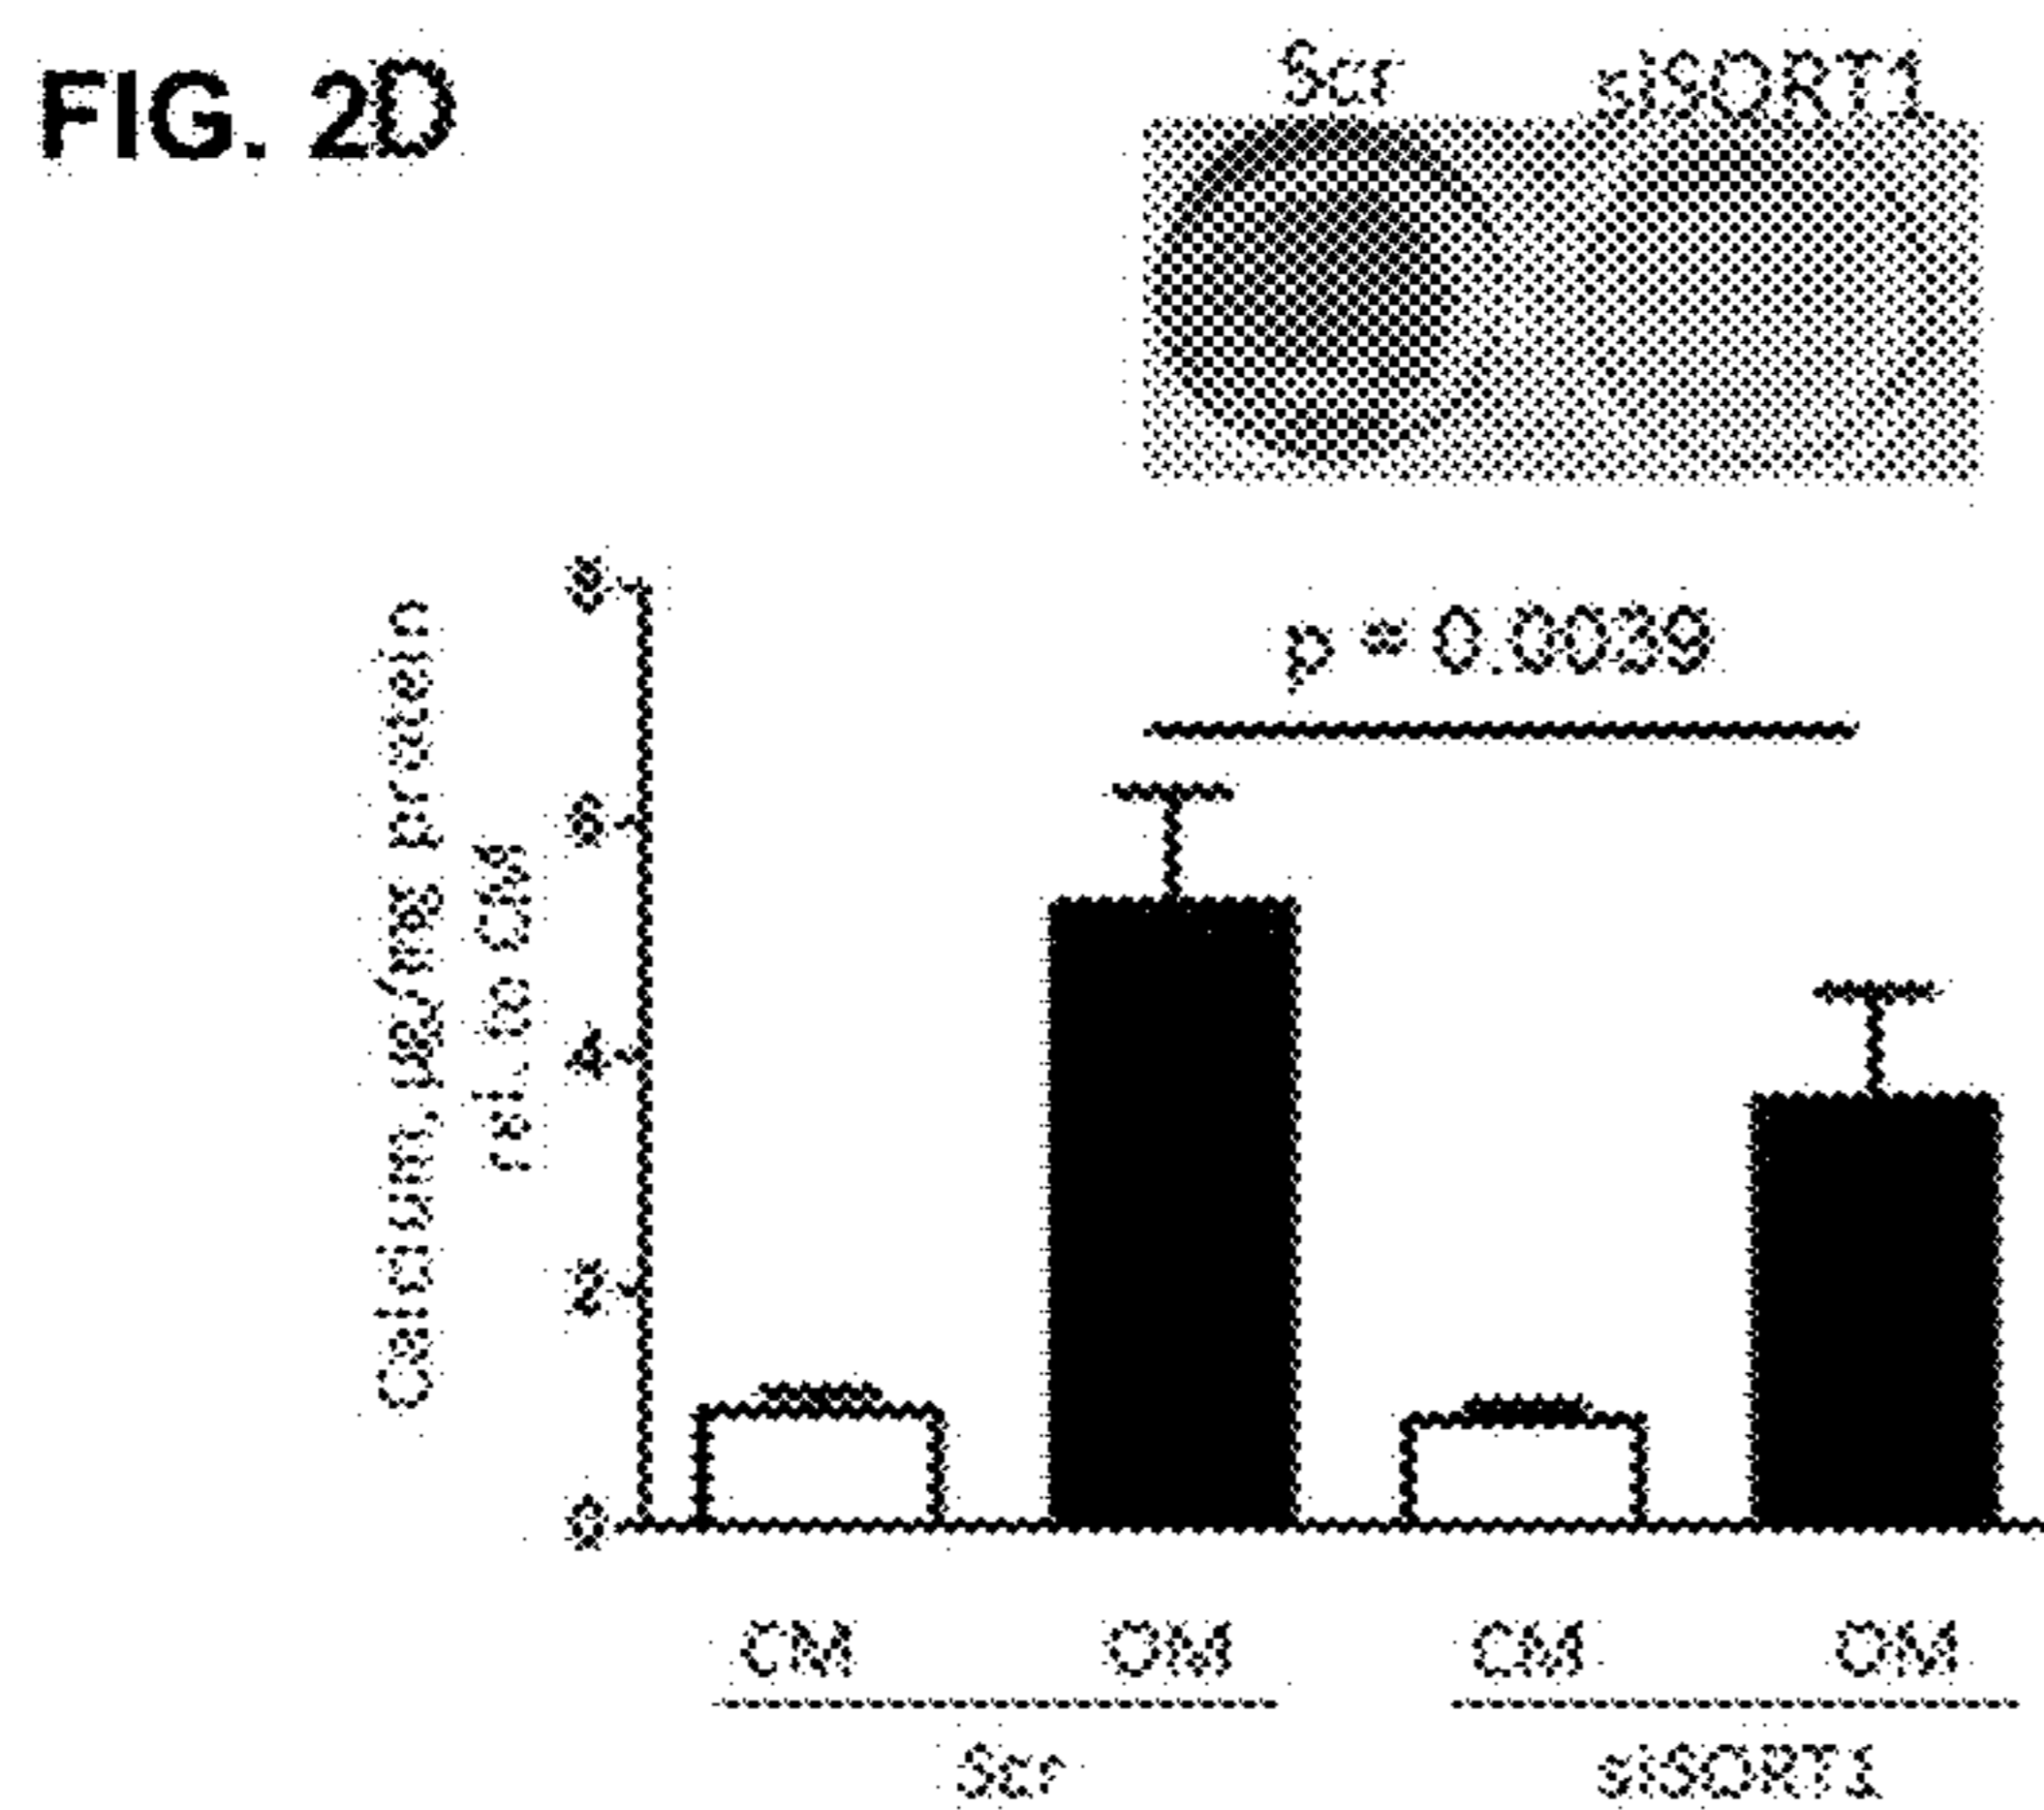 FIG. 2D
Scr siSORT1
Calcium, ug/mg protein
rel. to CM
8
6
4
2
0
p = 0.0039
CM OM CM OM
Scr siSORT1